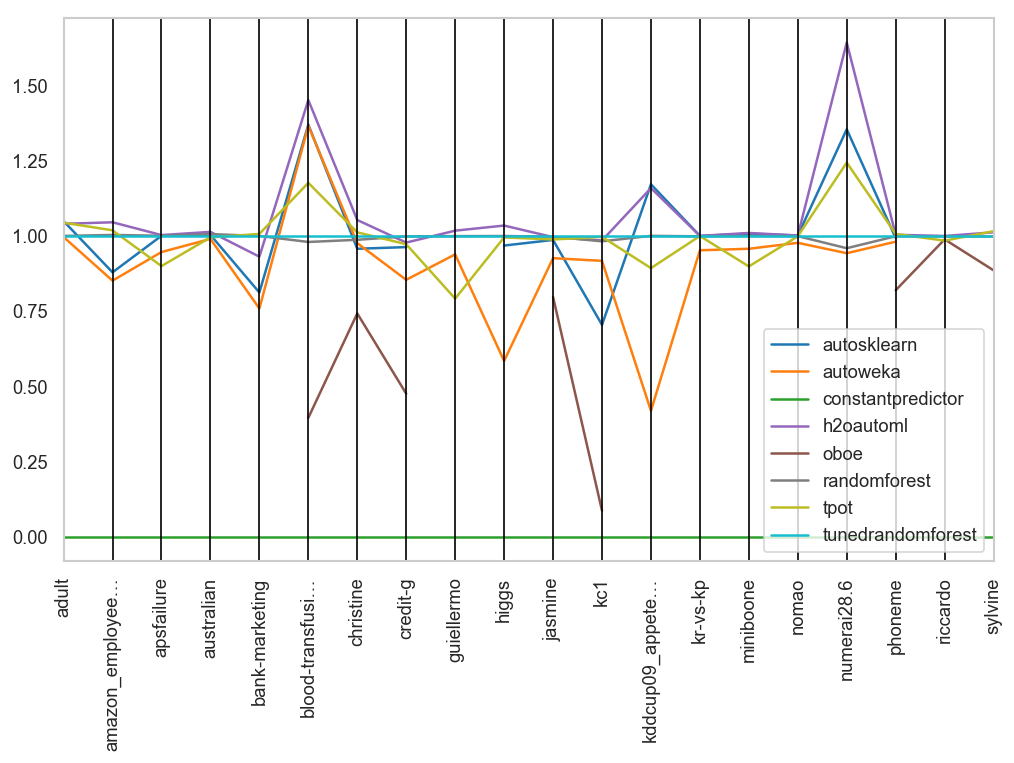 1.50
1.25
1.00
0.75
0.50
0.25
0.00
autosklearn
autoweka
constantpredictor
h2oautoml
oboe
randomforest
tpot
tunedrandomforest
adult
amazon_employee…
apsfailure
australian
bank-marketing
blood-transfusi…
christine
credit-g
guiellermo
higgs
jasmine
kc1
kddcup09_appete…
kr-vs-kp
miniboone
nomao
numerai28.6
phoneme
riccardo
sylvine